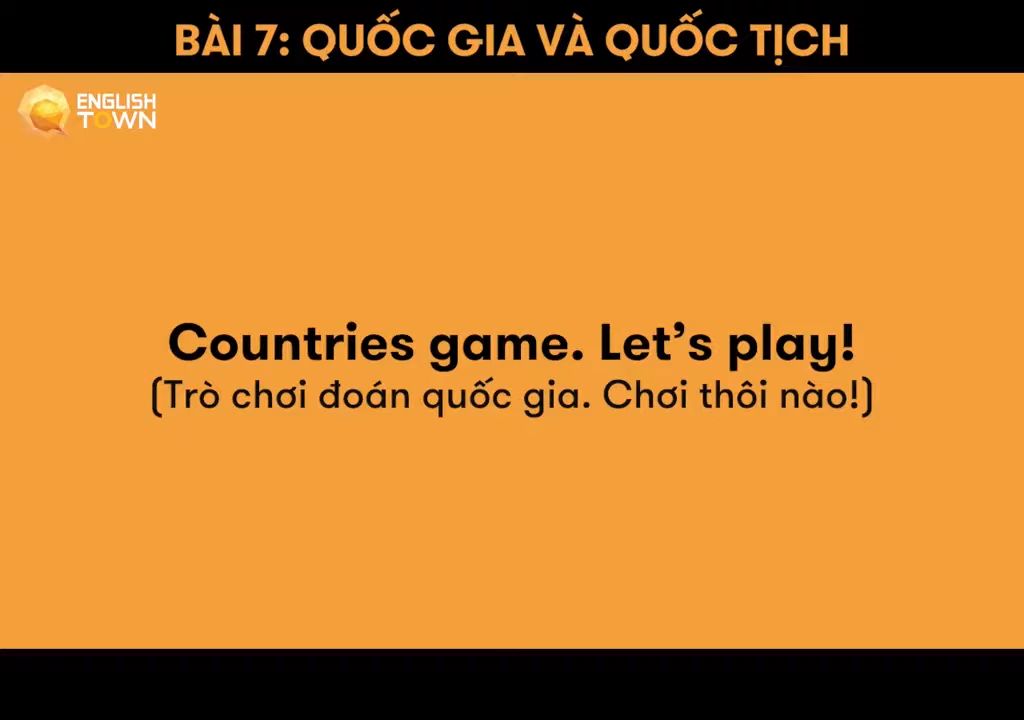 BÀI 7: QUỐC GIA VÀ QUỐC TỊCH
ENGLISH
TOWN
Countries game. Let’s play!
(Trò chơi đoán quốc gia. Chơi thôi nào!)